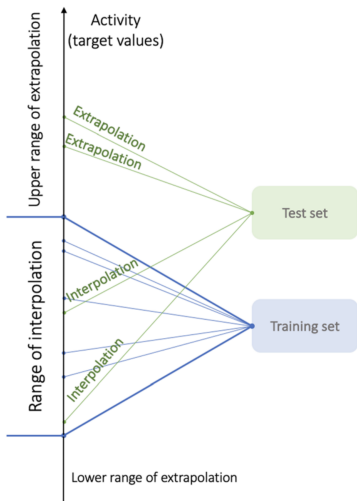 Activity
(target values)
Upper range of extrapolation
Extrapolation
Extrapolation
Test set
Range of interpolation
Interpolation
Training set
Interpolation
Lower range of extrapolation